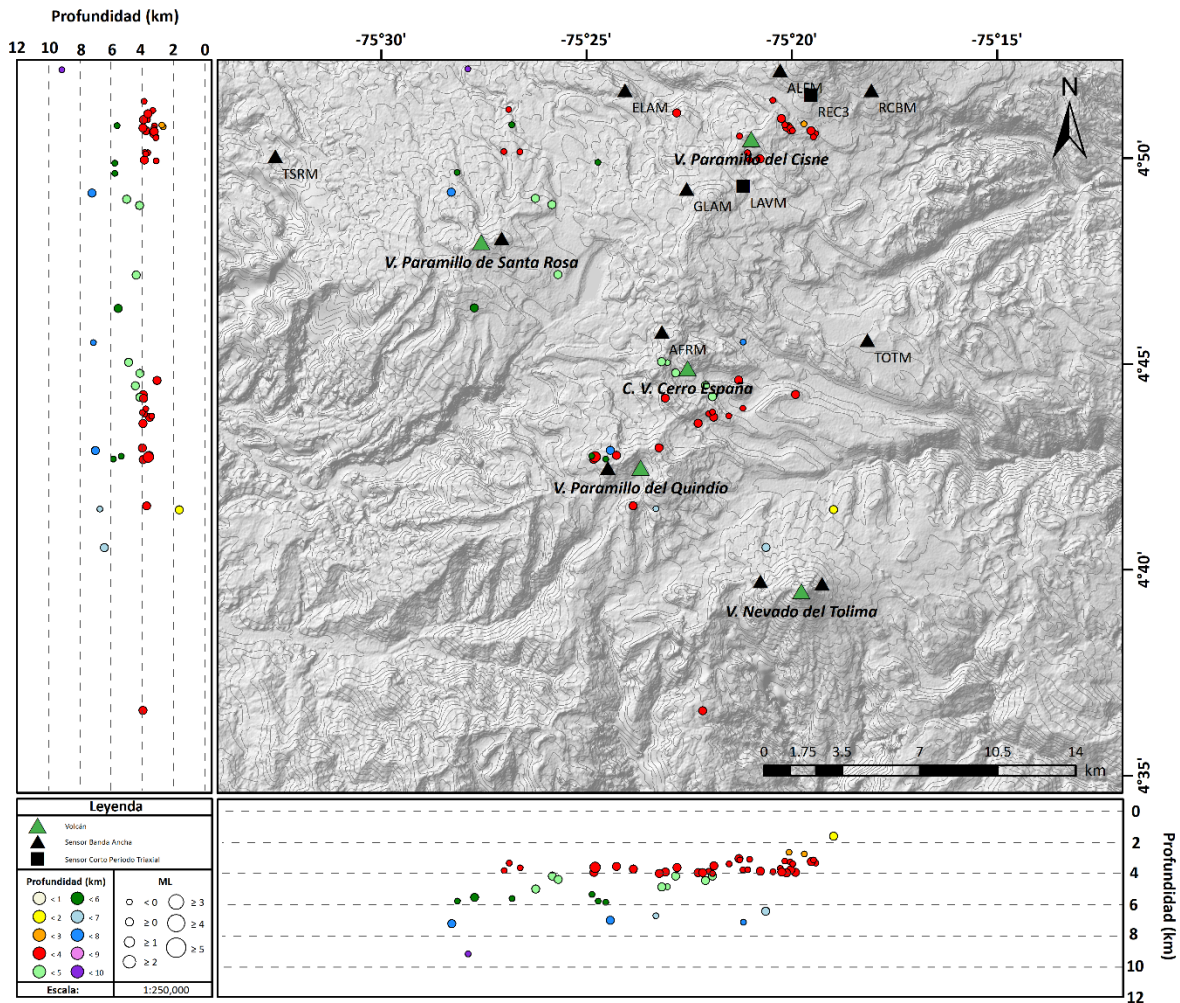 Profundidad (km)
12 10 8 6 4 2 0
-75°30' -75°25' -75°20' -75°15'
N
ALFM
ELAM
REC3
RCBM
V. Paramillo del Cisne
4°50'
TSRM
GLAM
LAVM
V. Paramillo de Santa Rosa
AFRM
TOTM
4°45'
C. V. Cerro España
V. Paramillo del Quindío
4°40'
V. Nevado del Tolima
0 1.75 3.5 7 10.5 14
km
4°35'
Leyenda
Volcán
Sensor Banda Ancha
Sensor Corto Periodo Triaxial
Profundidad (km)
ML
< 1
< 2
< 3
< 4
< 5
< 6
< 7
< 8
< 9
< 10
< 0
≥ 0
≥ 1
≥ 2
≥ 3
≥ 4
≥ 5
Escala: 1:250,000
0
2
4
6
8
10
12
Profundidad (km)